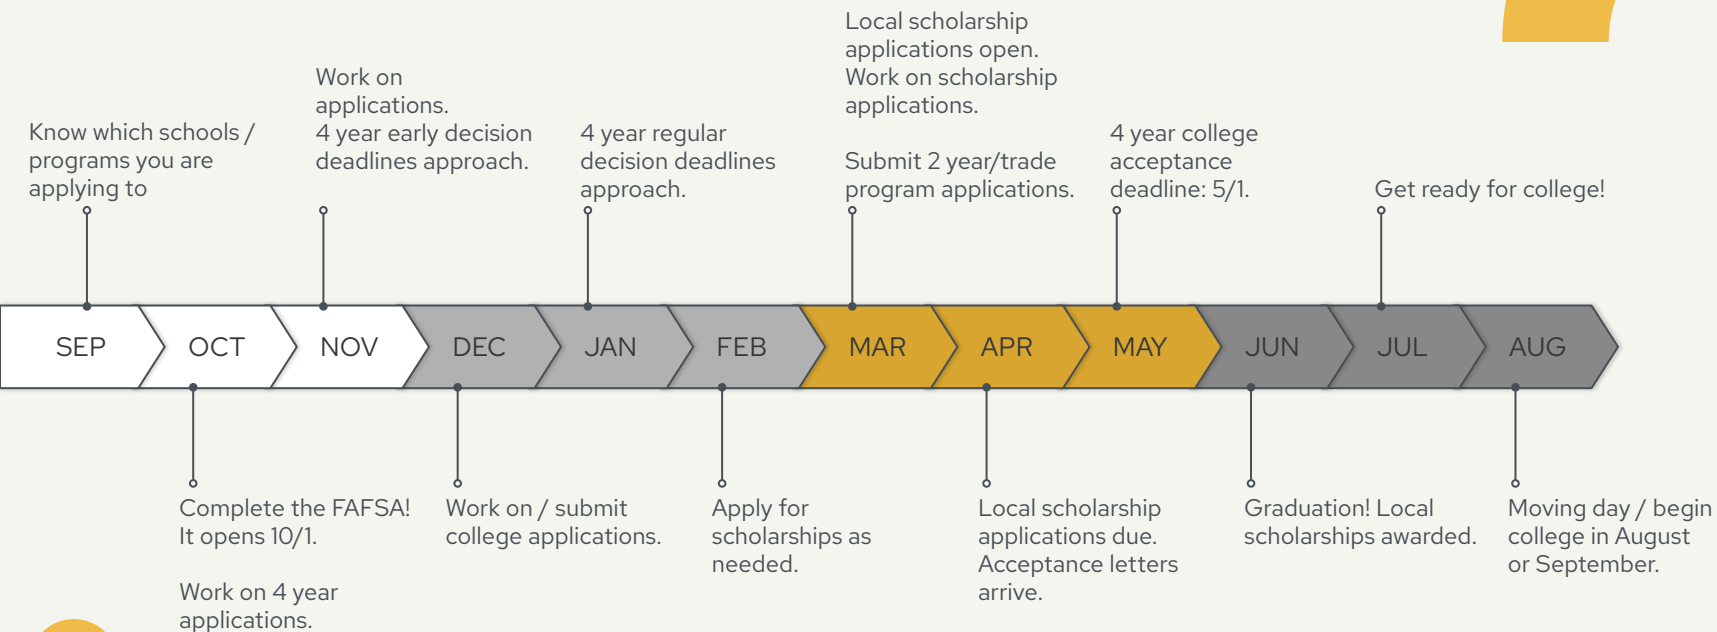 Know which schools /
programs you are
applying to
Work on
applications.
4 year early decision
deadlines approach.
4 year regular
decision deadlines
approach.
Local scholarship
applications open.
Work on scholarship
applications.
Submit 2 year/trade
program applications.
4 year college
acceptance
deadline: 5/1.
Get ready for college!
SEP
OCT
NOV
DEC
JAN
FEB
MAR
APR
MAY
JUN
JUL
AUG
Complete the FAFSA!
It opens 10/1.
Work on 4 year
applications.
Work on / submit
college applications.
Apply for
scholarships as
needed.
Local scholarship
applications due.
Acceptance letters
arrive.
Graduation! Local
scholarships awarded.
Moving day / begin
college in August
or September.